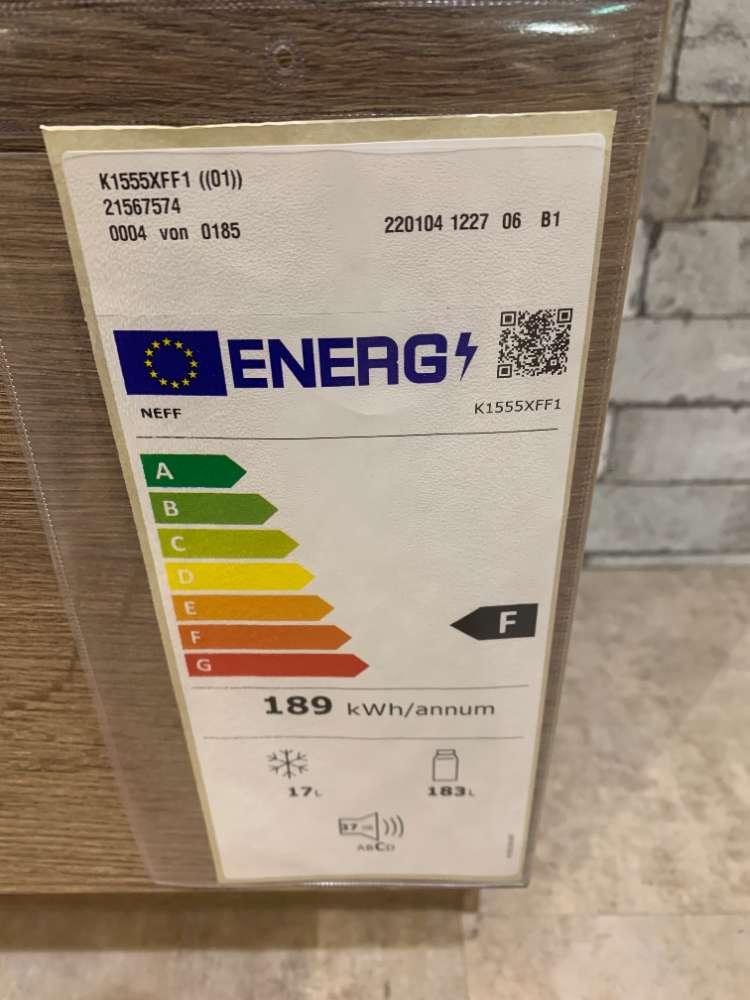 K1555XFF1 ((01))
21567574
0004 von 0185
220104 1227 06 B1
ENERG
NEFF
K1555XFF1
A
B
C
D
E
F
F
G
189 kWh/annum
17L
183L
37 dB
ABCD